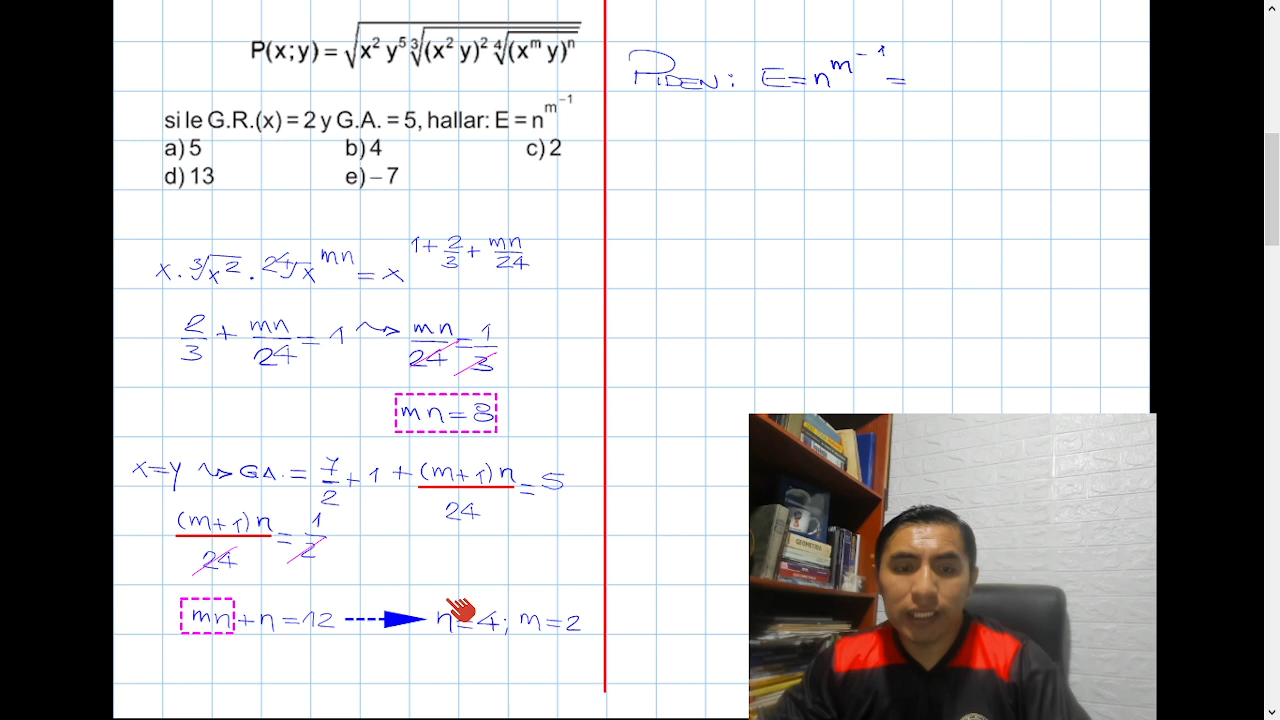 P(x;y) = √(x² y⁵ ∛((x² y)² ∜((xᵐ y)ⁿ)))
si le G.R.(x) = 2 y G.A. = 5, hallar: E = n^m^-1
a) 5 b) 4 c) 2
d) 13 e) – 7
x · ∛x² · ²⁴√x^mn = x^(1 + 2/3 + mn/24)
2/3 + mn/24 = 1 ⇝ mn/24 = 1/3
mn = 8
x=y ⇝ GA. = 7/2 + 1 + (m+1)n/24 = 5
(m+1)n/24 = 1/2
mn + n = 12 → n = 4; m = 2
PIDEN: E = n^m^-1 =
GEOMETRIA